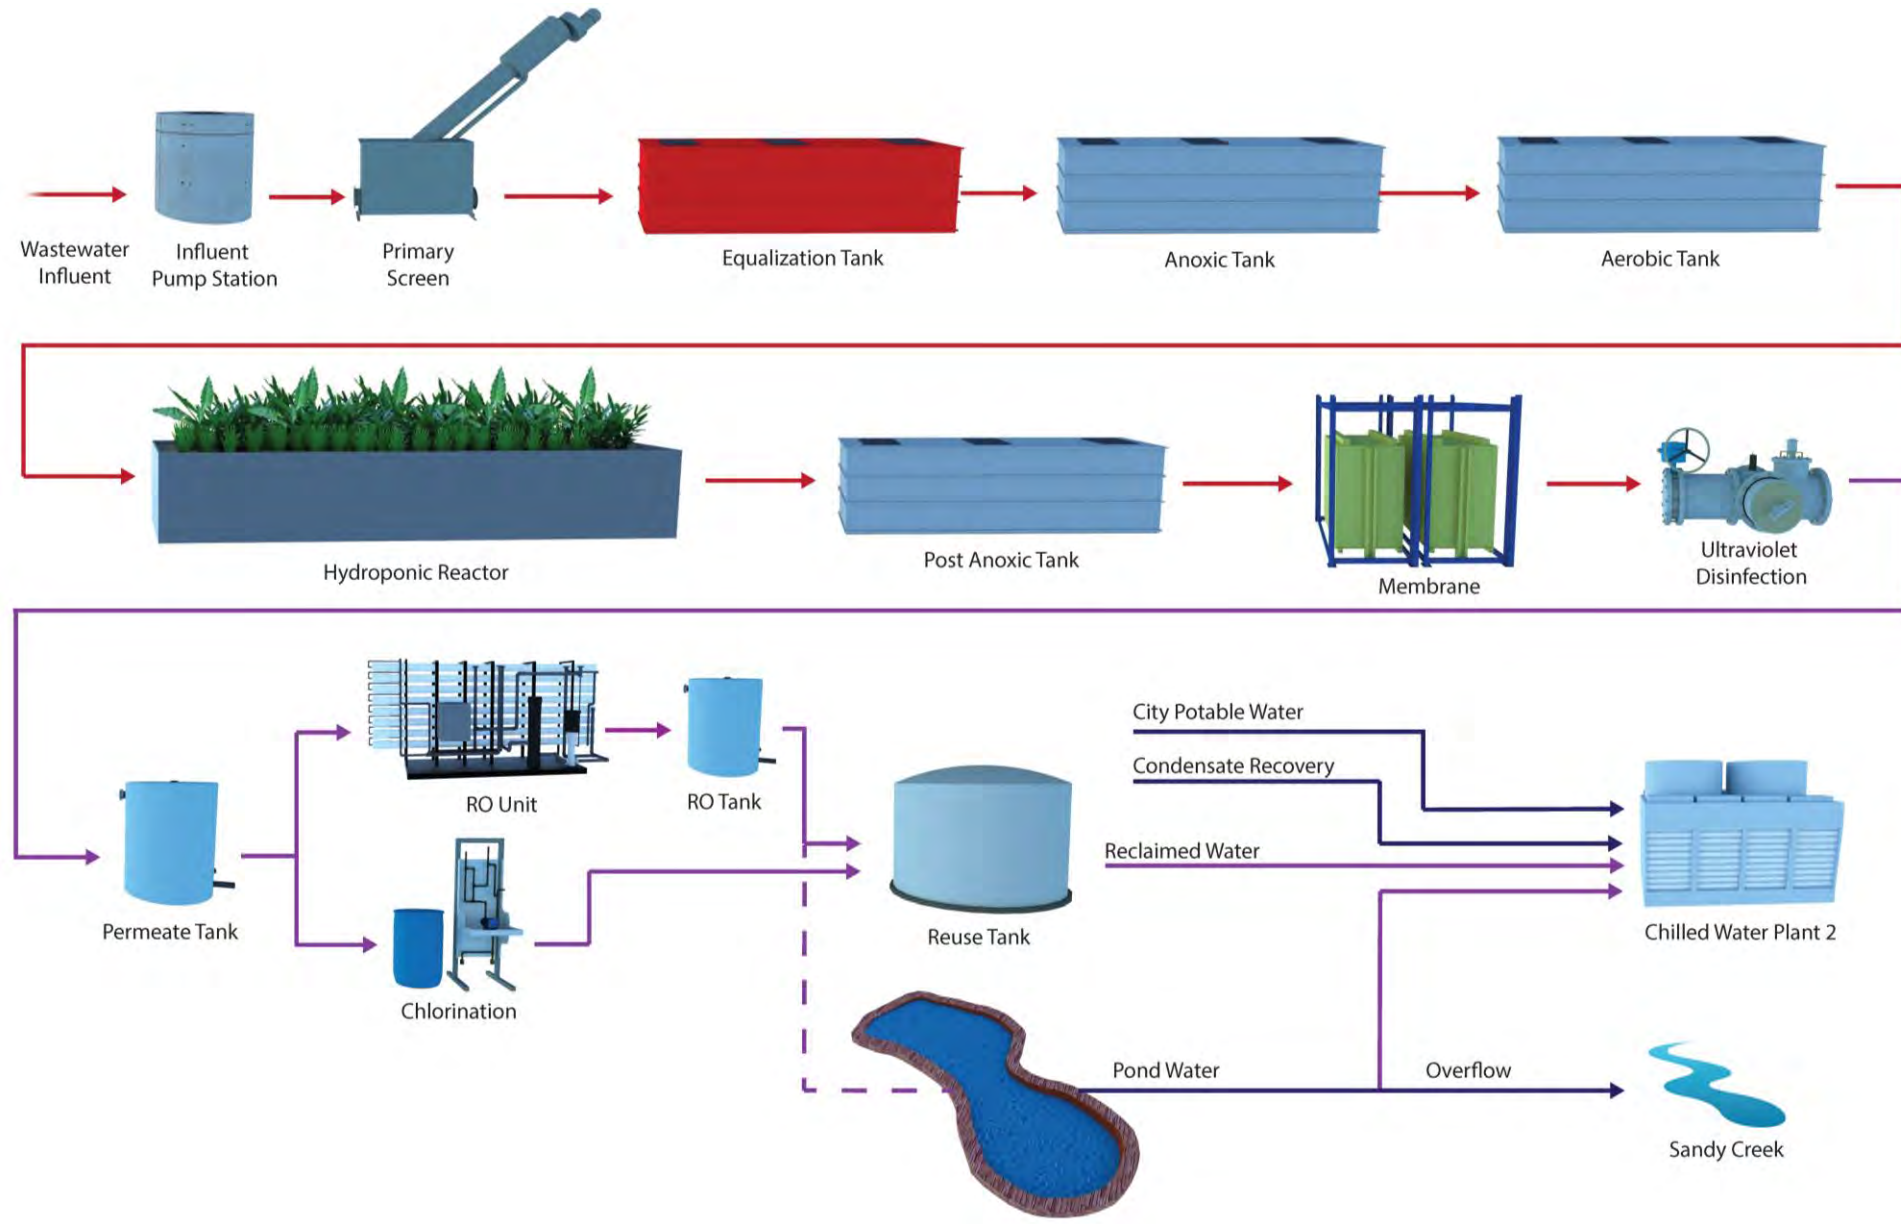 Wastewater
Influent
Influent
Pump Station
Primary
Screen
Equalization Tank
Anoxic Tank
Aerobic Tank
Hydroponic Reactor
Post Anoxic Tank
Membrane
Ultraviolet
Disinfection
Permeate Tank
RO Unit
RO Tank
Chlorination
Reuse Tank
City Potable Water
Condensate Recovery
Reclaimed Water
Chilled Water Plant 2
Pond Water
Overflow
Sandy Creek